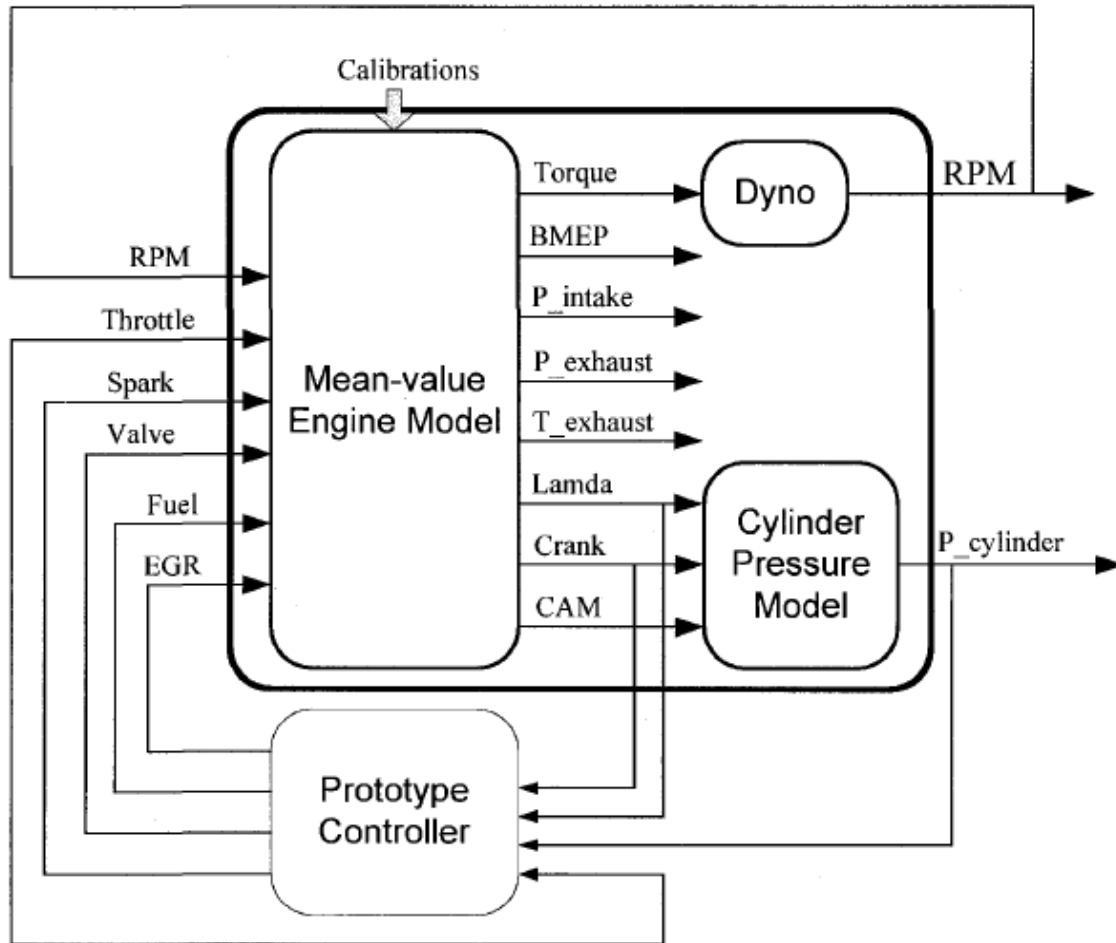 Calibrations
Torque
Dyno
RPM
BMEP
RPM
P_intake
Throttle
P_exhaust
Spark
Mean-value
Engine Model
T_exhaust
Valve
Lamda
Fuel
Crank
Cylinder
Pressure
Model
P_cylinder
EGR
CAM
Prototype
Controller